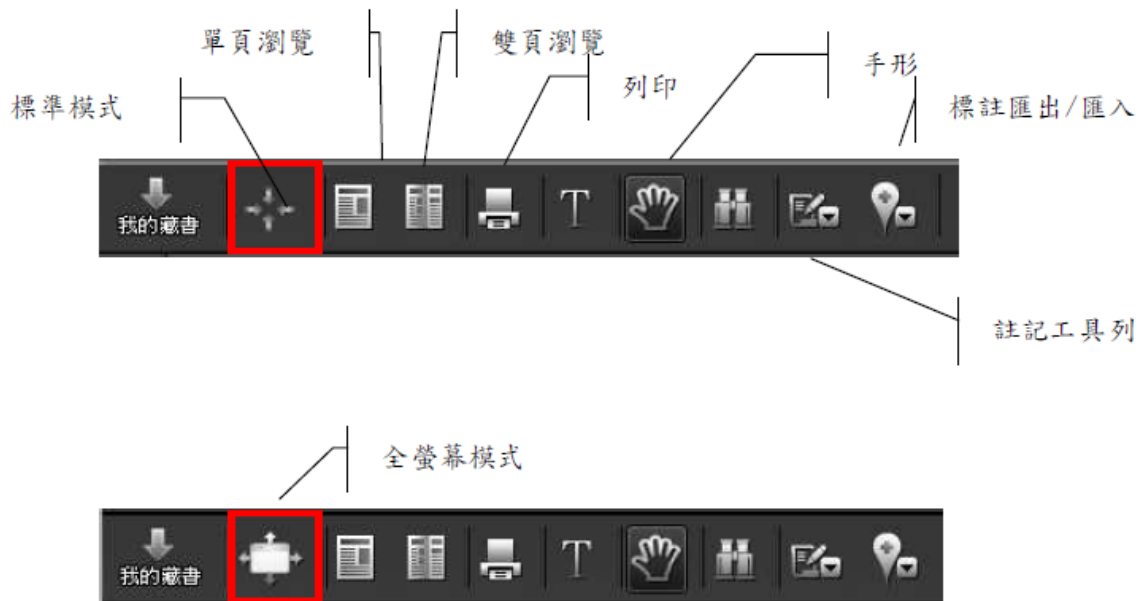 單頁瀏覽
雙頁瀏覽
列印
手形
標準模式
標註匯出/匯入
我的藏書
T
註記工具列
全螢幕模式
我的藏書
T